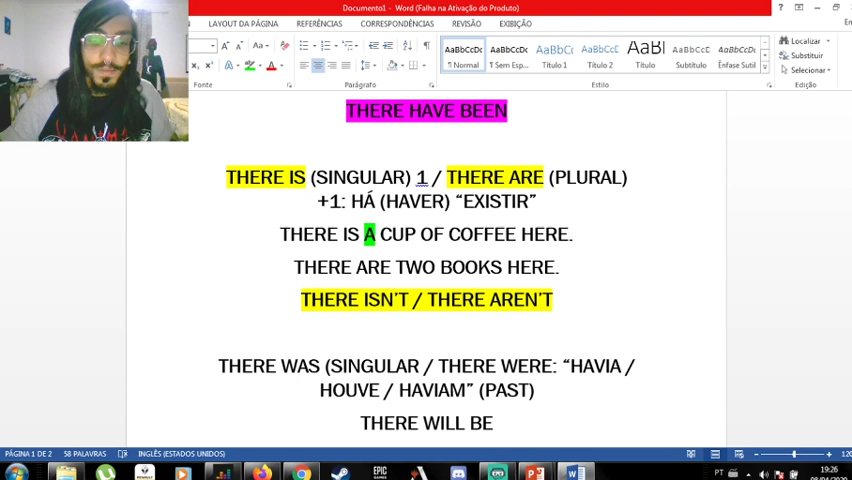 Documento1 - Word (Falha na Ativação do Produto)
LAYOUT DA PÁGINA REFERÊNCIAS CORRESPONDÊNCIAS REVISÃO EXIBIÇÃO
AaBbCcDc AaBbCcDc AaBbCc AaBbCcD AaBl AaBbCcD AaBbCcDc
¶ Normal ¶ Sem Esp... Título 1 Título 2 Título Subtítulo Ênfase Sutil
Localizar
Substituir
Selecionar
Fonte Parágrafo Estilo
THERE HAVE BEEN
THERE IS (SINGULAR) 1 / THERE ARE (PLURAL)
+1: HÁ (HAVER) “EXISTIR”
THERE IS A CUP OF COFFEE HERE.
THERE ARE TWO BOOKS HERE.
THERE ISN’T / THERE AREN’T
THERE WAS (SINGULAR / THERE WERE: “HAVIA /
HOUVE / HAVIAM” (PAST)
THERE WILL BE
PÁGINA 1 DE 2 58 PALAVRAS INGLÊS (ESTADOS UNIDOS) 120
EPIC GAMES
PT 19:26